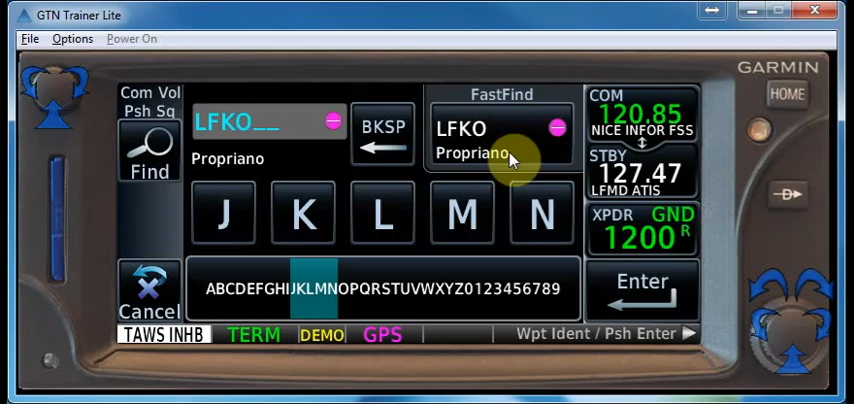 GTN Trainer Lite
File Options Power On
GARMIN
Com Vol
Psh Sq
Find
LFKO__
Propriano
BKSP
FastFind
LFKO
Propriano
COM
120.85
NICE INFOR FSS
STBY
127.47
LFMD ATIS
XPDR GND
1200 R
HOME
D
J K L M N
Cancel
ABCDEFGHIJKLMNOPQRSTUVWXYZ0123456789
Enter
TAWS INHB TERM DEMO GPS Wpt Ident / Psh Enter